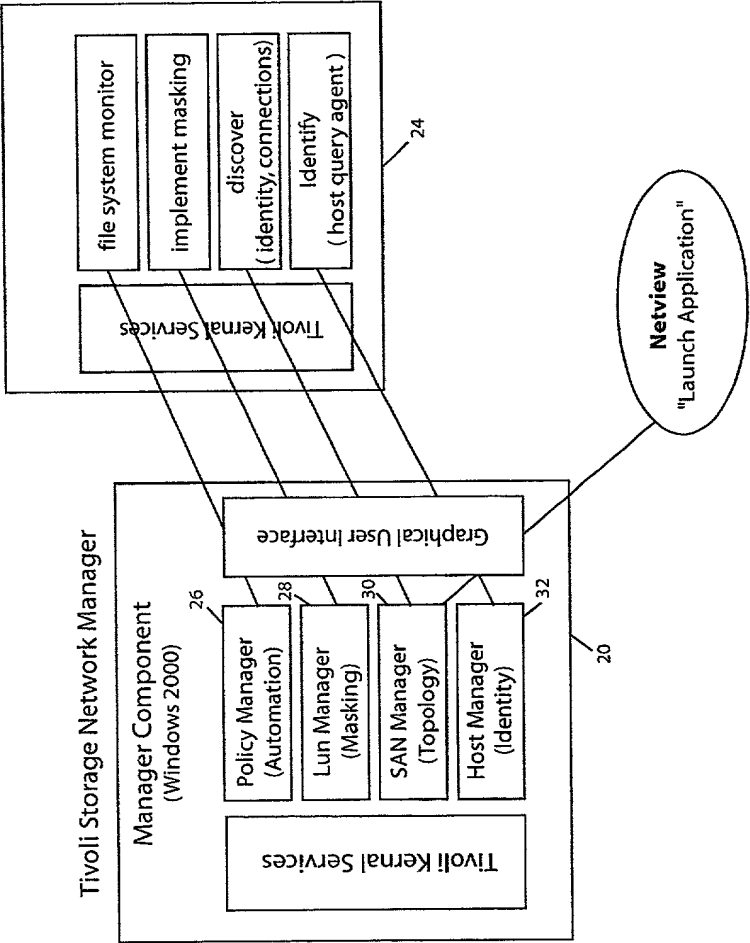 Tivoli Storage Network Manager
Manager Component
(Windows 2000)
Tivoli Kernal Services
Policy Manager
(Automation)
26
Lun Manager
(Masking)
28
SAN Manager
(Topology)
30
Host Manager
(Identity)
32
Graphical User Interface
20
Tivoli Kernal Services
file system monitor
implement masking
discover
( identity, connections)
Identify
( host query agent )
24
Netview
"Launch Application"